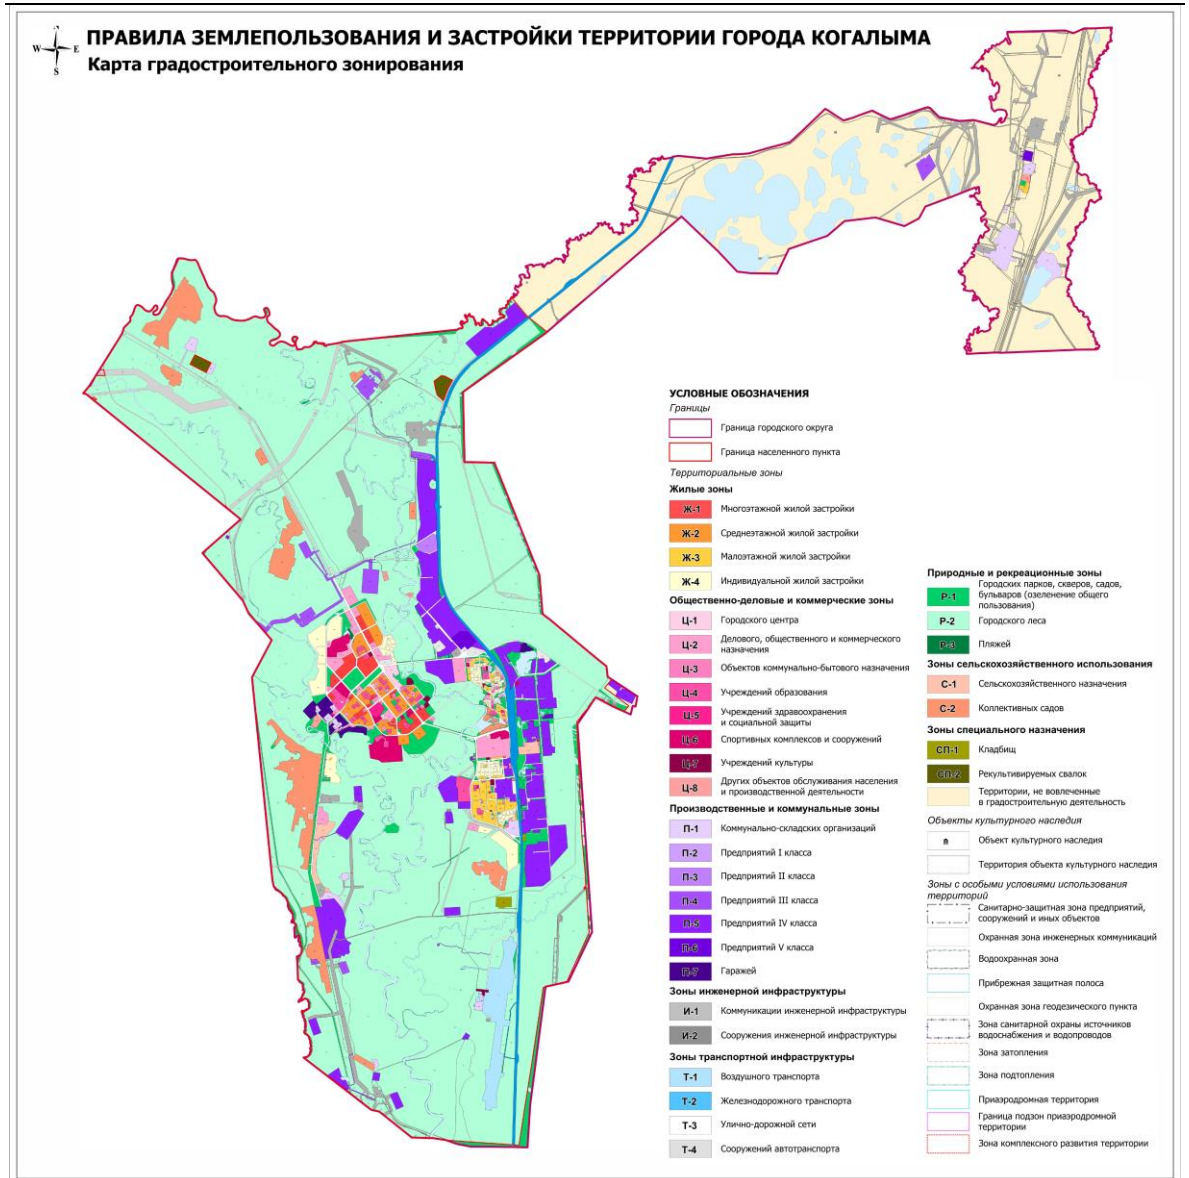 N
W E
S
ПРАВИЛА ЗЕМЛЕПОЛЬЗОВАНИЯ И ЗАСТРОЙКИ ТЕРРИТОРИИ ГОРОДА КОГАЛЫМА
Карта градостроительного зонирования
УСЛОВНЫЕ ОБОЗНАЧЕНИЯ
Границы
Граница городского округа
Граница населенного пункта
Территориальные зоны
Жилые зоны
Ж-1 Многоэтажной жилой застройки
Ж-2 Среднеэтажной жилой застройки
Ж-3 Малоэтажной жилой застройки
Ж-4 Индивидуальной жилой застройки
Общественно-деловые и коммерческие зоны
Ц-1 Городского центра
Ц-2 Делового, общественного и коммерческого
назначения
Ц-3 Объектов коммунально-бытового назначения
Ц-4 Учреждений образования
Ц-5 Учреждений здравоохранения
и социальной защиты
Ц-6 Спортивных комплексов и сооружений
Ц-7 Учреждений культуры
Ц-8 Других объектов обслуживания населения
и производственной деятельности
Производственные и коммунальные зоны
П-1 Коммунально-складских организаций
П-2 Предприятий I класса
П-3 Предприятий II класса
П-4 Предприятий III класса
П-5 Предприятий IV класса
П-6 Предприятий V класса
П-7 Гаражей
Зоны инженерной инфраструктуры
И-1 Коммуникации инженерной инфраструктуры
И-2 Сооружения инженерной инфраструктуры
Зоны транспортной инфраструктуры
Т-1 Воздушного транспорта
Т-2 Железнодорожного транспорта
Т-3 Улично-дорожной сети
Т-4 Сооружений автотранспорта
Природные и рекреационные зоны
Городских парков, скверов, садов,
Р-1 бульваров (озеленение общего
пользования)
Р-2 Городского леса
Р-3 Пляжей
Зоны сельскохозяйственного использования
С-1 Сельскохозяйственного назначения
С-2 Коллективных садов
Зоны специального назначения
СП-1 Кладбищ
СП-2 Рекультивируемых свалок
Территории, не вовлеченные
в градостроительную деятельность
Объекты культурного наследия
Объект культурного наследия
Территория объекта культурного наследия
Зоны с особыми условиями использования
территорий
Санитарно-защитная зона предприятий,
сооружений и иных объектов
Охранная зона инженерных коммуникаций
Водоохранная зона
Прибрежная защитная полоса
Охранная зона геодезического пункта
Зона санитарной охраны источников
водоснабжения и водопроводов
Зона затопления
Зона подтопления
Приаэродромная территория
Граница подзон приаэродромной
территории
Зона комплексного развития территории